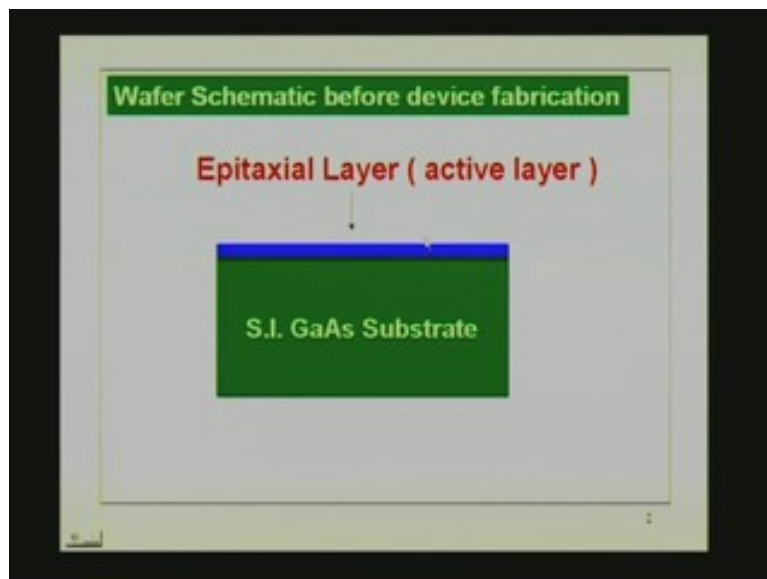 Wafer Schematic before device fabrication
Epitaxial Layer ( active layer )
S.I. GaAs Substrate